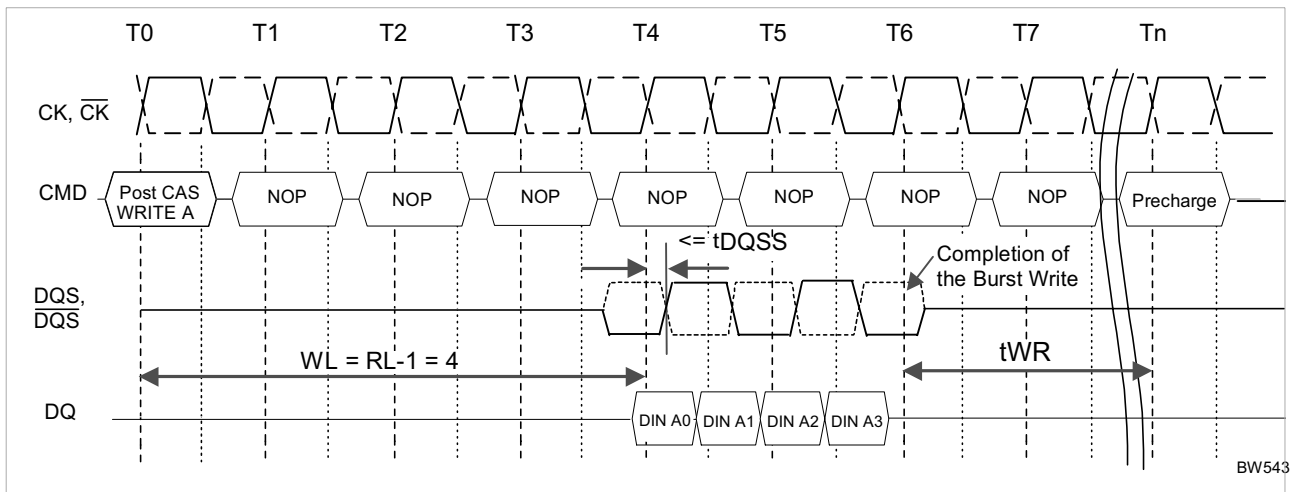 T0 T1 T2 T3 T4 T5 T6 T7 Tn
CK, C̅K̅
CMD
Post CAS
WRITE A
NOP NOP NOP NOP NOP NOP NOP Precharge
<= tDQSS
Completion of
the Burst Write
DQS,
D̅Q̅S̅
WL = RL-1 = 4
tWR
DQ
DIN A0 DIN A1 DIN A2 DIN A3
BW543